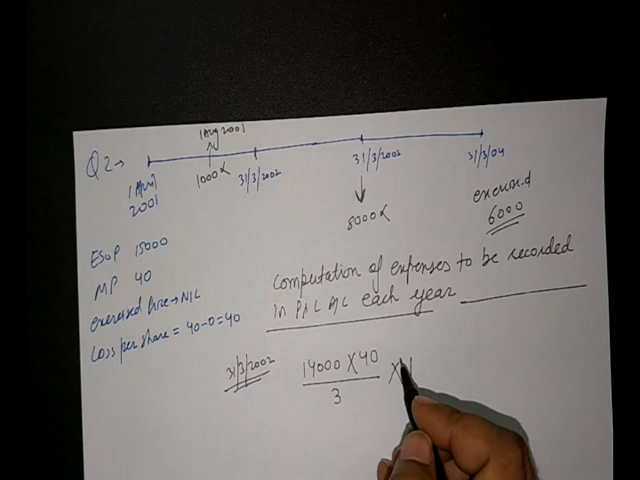 Q2→
1 Aug 2001
1 April
2001
1000 x
31/3/2002
31/3/2003
31/3/04
8000 x
exercised
6000
ESOP 15000
MP 40
exercised Price → NIL
Loss per share = 40-0=40
Computation of expenses to be recorded
in P&L A/C each year
31/3/2002
14000 X 40
3
X 1